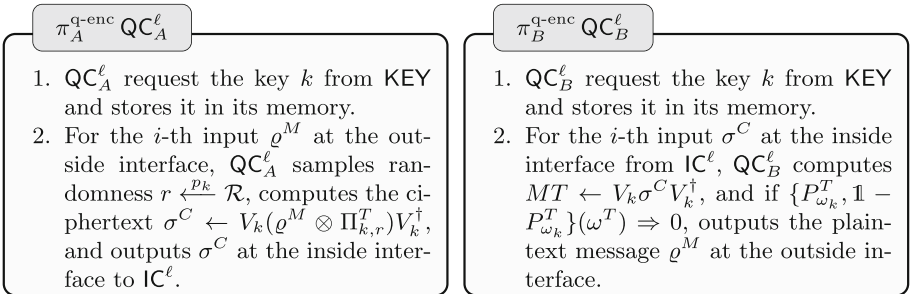 π_A^{q-enc} QC_A^ℓ
1. QC_A^ℓ request the key k from KEY
and stores it in its memory.
2. For the i-th input ϱ^M at the out-
side interface, QC_A^ℓ samples ran-
domness r ←^{p_k} R, computes the ci-
phertext σ^C ← V_k(ϱ^M ⊗ Π_{k,r}^T)V_k^†,
and outputs σ^C at the inside inter-
face to IC^ℓ.
π_B^{q-enc} QC_B^ℓ
1. QC_B^ℓ request the key k from KEY
and stores it in its memory.
2. For the i-th input σ^C at the inside
interface from IC^ℓ, QC_B^ℓ computes
MT ← V_kσ^CV_k^†, and if {P_{ω_k}^T, 𝟙 −
P_{ω_k}^T}(ω^T) ⇒ 0, outputs the plain-
text message ϱ^M at the outside in-
terface.